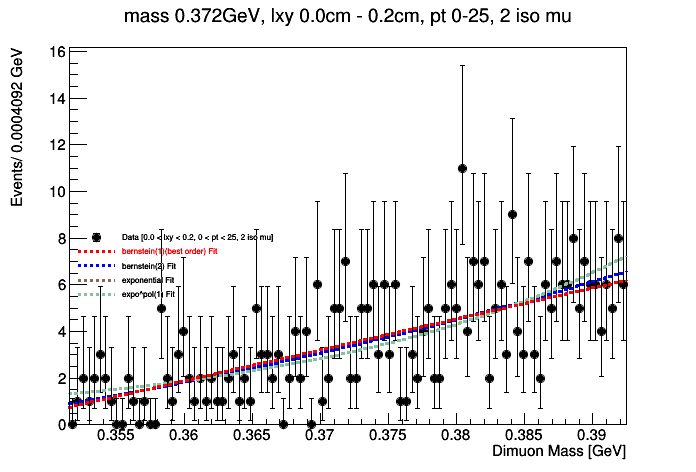 mass 0.372GeV, lxy 0.0cm - 0.2cm, pt 0-25, 2 iso mu
Events/ 0.0004092 GeV
16
14
12
10
8
6
4
2
0
Data [0.0 < lxy < 0.2, 0 < pt < 25, 2 iso mu]
bernstein(1)(best order) Fit
bernstein(2) Fit
exponential Fit
expo*pol(1) Fit
0.355 0.36 0.365 0.37 0.375 0.38 0.385 0.39
Dimuon Mass [GeV]